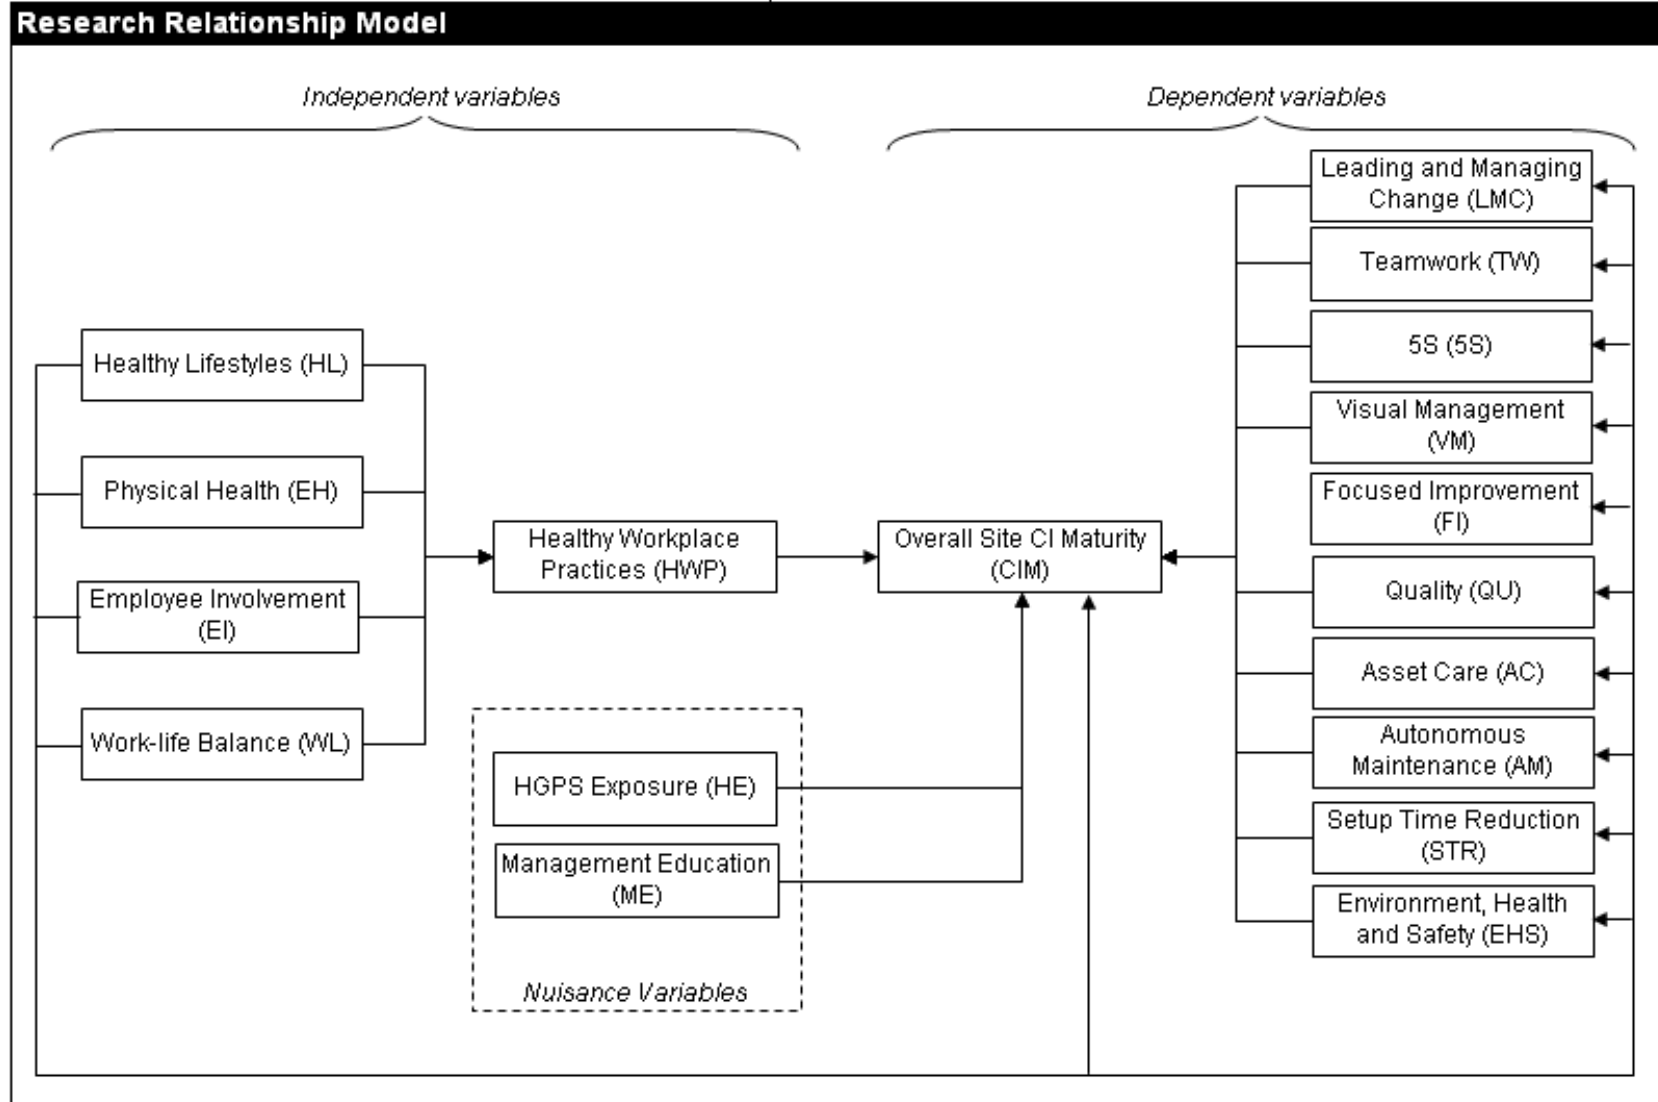 Research Relationship Model
Independent variables
Dependent variables
Healthy Lifestyles (HL)
Physical Health (EH)
Employee Involvement
(EI)
Work-life Balance (WL)
Healthy Workplace
Practices (HWP)
Overall Site CI Maturity
(CIM)
HGPS Exposure (HE)
Management Education
(ME)
Nuisance Variables
Leading and Managing
Change (LMC)
Teamwork (TW)
5S (5S)
Visual Management
(VM)
Focused Improvement
(FI)
Quality (QU)
Asset Care (AC)
Autonomous
Maintenance (AM)
Setup Time Reduction
(STR)
Environment, Health
and Safety (EHS)